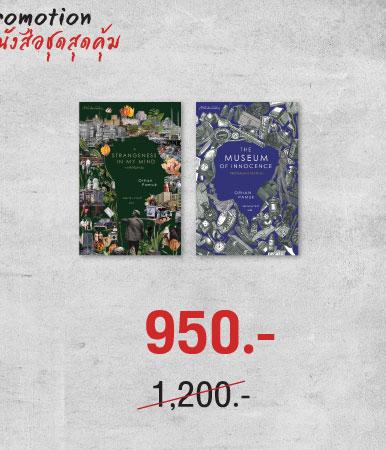 romotion
นังสือชุดสุดคุ้ม
A
STRANGENESS
IN MY MIND
ORHAN
PAMUK
THE
MUSEUM
OF INNOCENCE
ORHAN
PAMUK
950.-
1,200.-